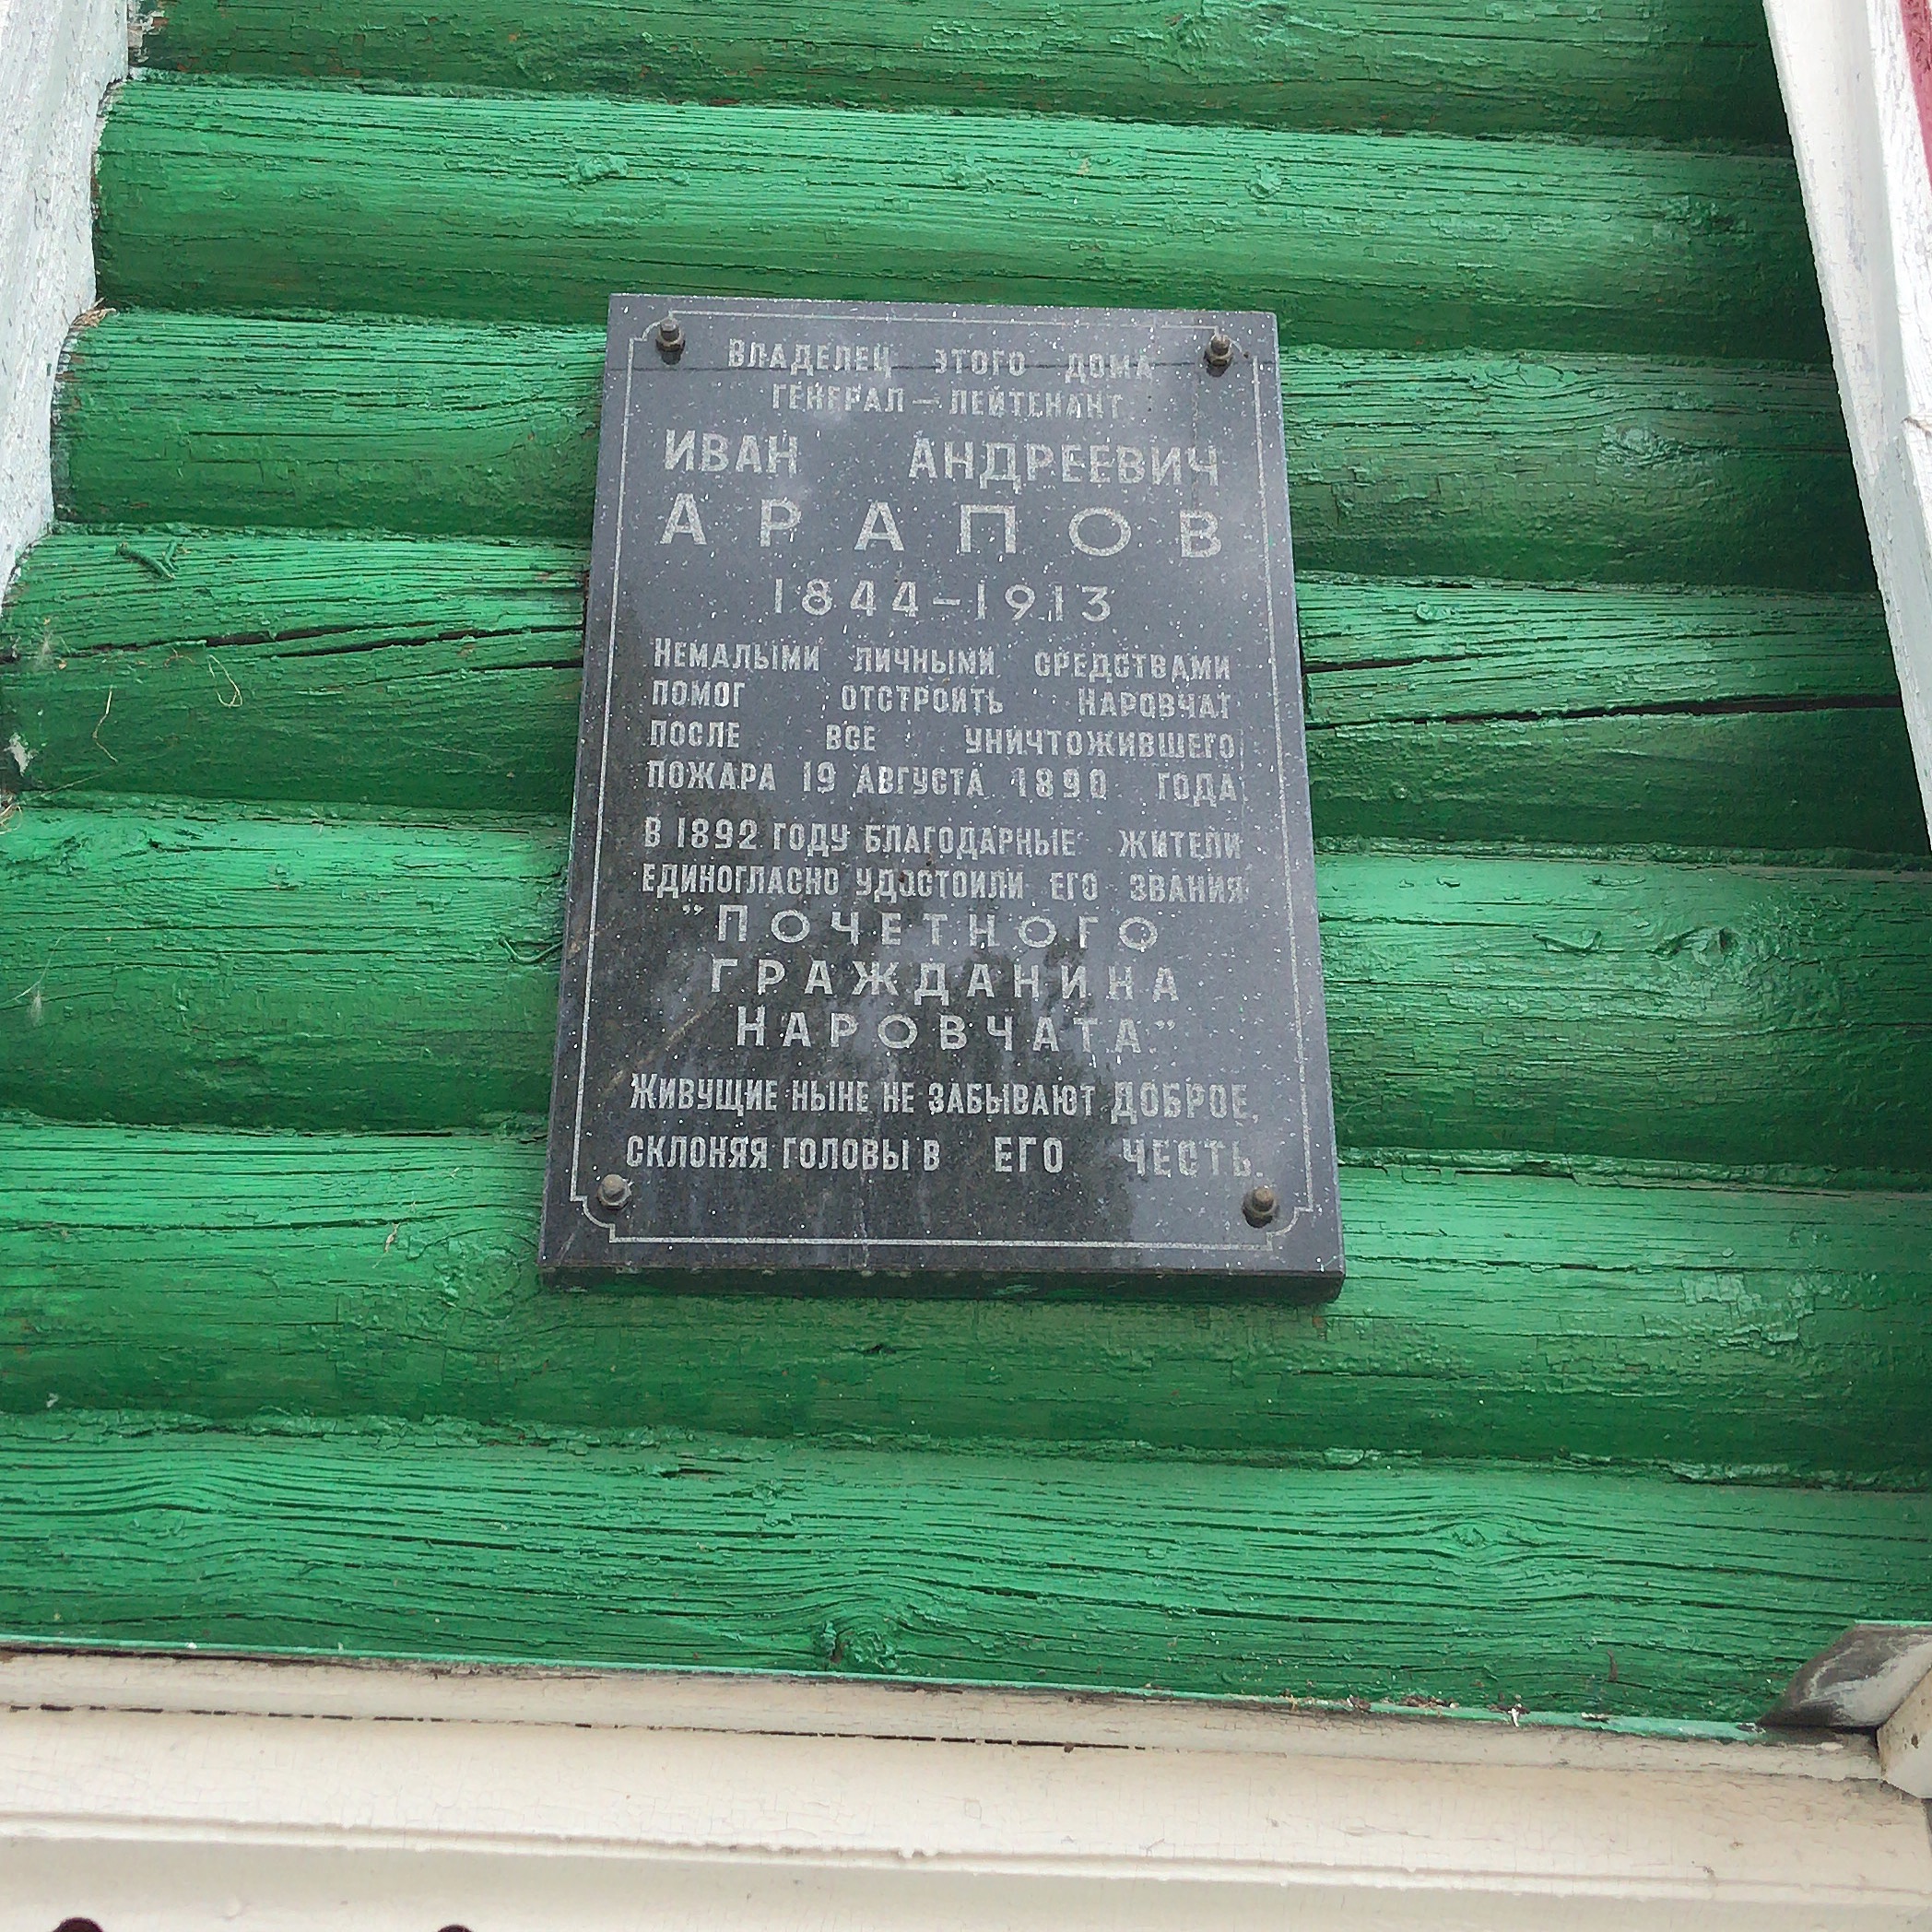 Владелец этого дома
генерал – лейтенант
ИВАН АНДРЕЕВИЧ
АРАПОВ
1844–1913
Немалыми личными средствами
помог отстроить Наровчат
после все уничтожившего
пожара 19 августа 1890 года
В 1892 году благодарные жители
единогласно удостоили его звания
"ПОЧЕТНОГО
ГРАЖДАНИНА
НАРОВЧАТА"
Живущие ныне не забывают ДОБРОЕ,
склоняя головы в ЕГО ЧЕСТЬ.